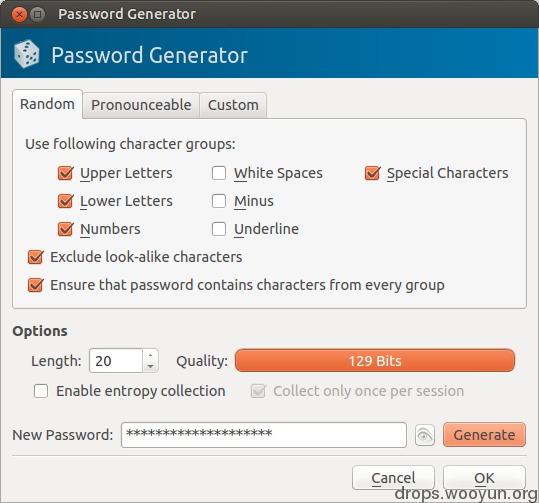 Password Generator
Password Generator
Random Pronounceable Custom
Use following character groups:
Upper Letters White Spaces Special Characters
Lower Letters Minus
Numbers Underline
Exclude look-alike characters
Ensure that password contains characters from every group
Options
Length: 20 Quality: 129 Bits
Enable entropy collection Collect only once per session
New Password: ******************** Generate
Cancel OK
drops.wooyun.org